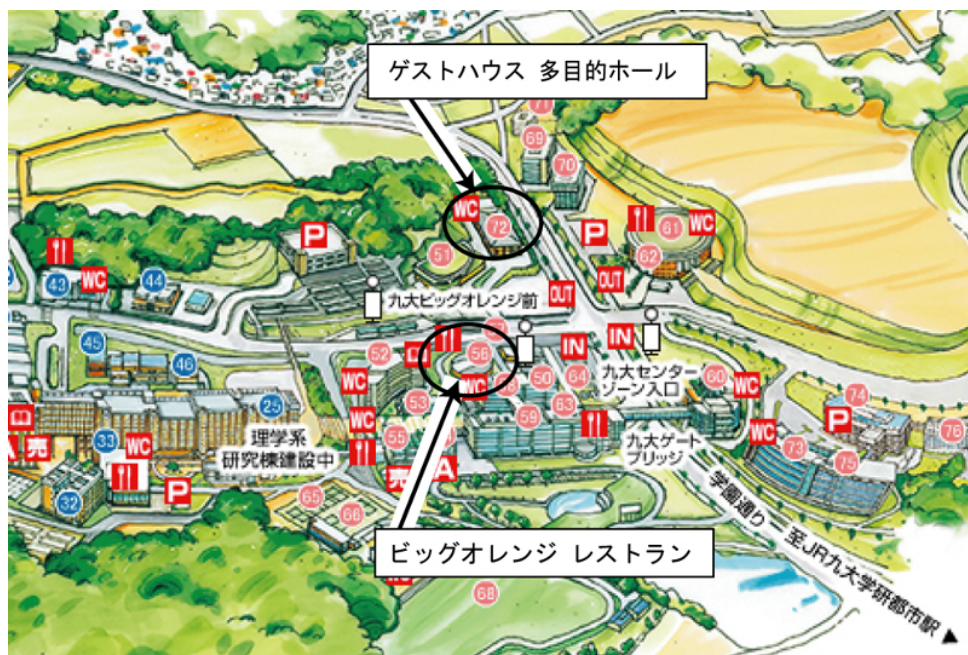 ゲストハウス 多目的ホール
71
69
70
WC
72
WC
61
P
P
51
62
43
WC
44
OUT
OUT
九大ビッグオレンジ前
45
46
52
56
IN
IN
九大センター
ゾーン入口
WC
WC
50
64
60
WC
53
59
63
74
P
76
25
WC
55
WC
73
75
理学系
研究棟建設中
九大ゲート
ブリッジ
売
33
WC
売
A
32
P
65
66
学園通り
至JR九大学研都市駅
ビッグオレンジ レストラン
68